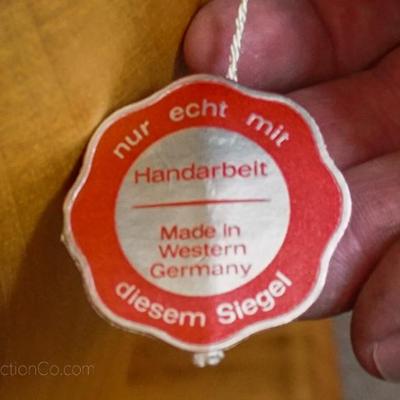 nur echt mit
Handarbeit
Made in
Western
Germany
diesem Siegel
ctionCo.com